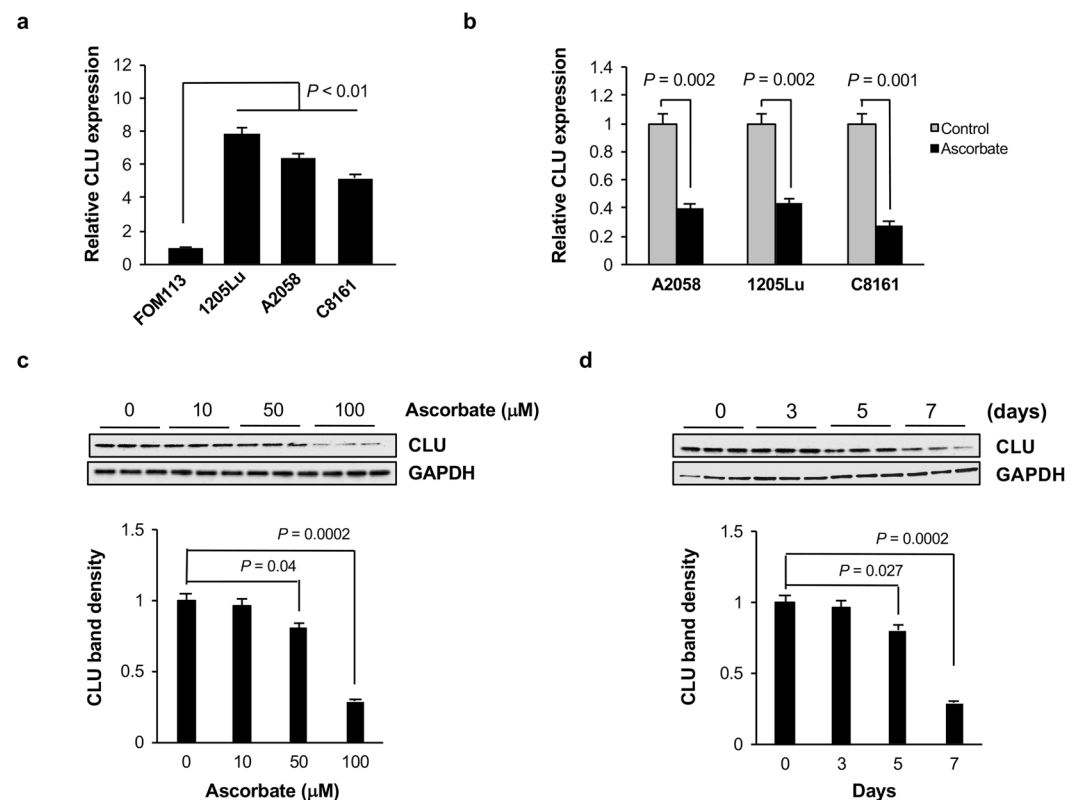 a
Relative CLU expression
12
10
8
6
4
2
0
P < 0.01
FOM113
1205Lu
A2058
C8161
b
Relative CLU expression
1.4
1.2
1
0.8
0.6
0.4
0.2
0
P = 0.002
P = 0.002
P = 0.001
Control
Ascorbate
A2058
1205Lu
C8161
c
0 10 50 100 Ascorbate (μM)
CLU
GAPDH
CLU band density
1.5
1
0.5
0
P = 0.0002
P = 0.04
0 10 50 100
Ascorbate (μM)
d
0 3 5 7 (days)
CLU
GAPDH
CLU band density
1.5
1
0.5
0
P = 0.0002
P = 0.027
0 3 5 7
Days